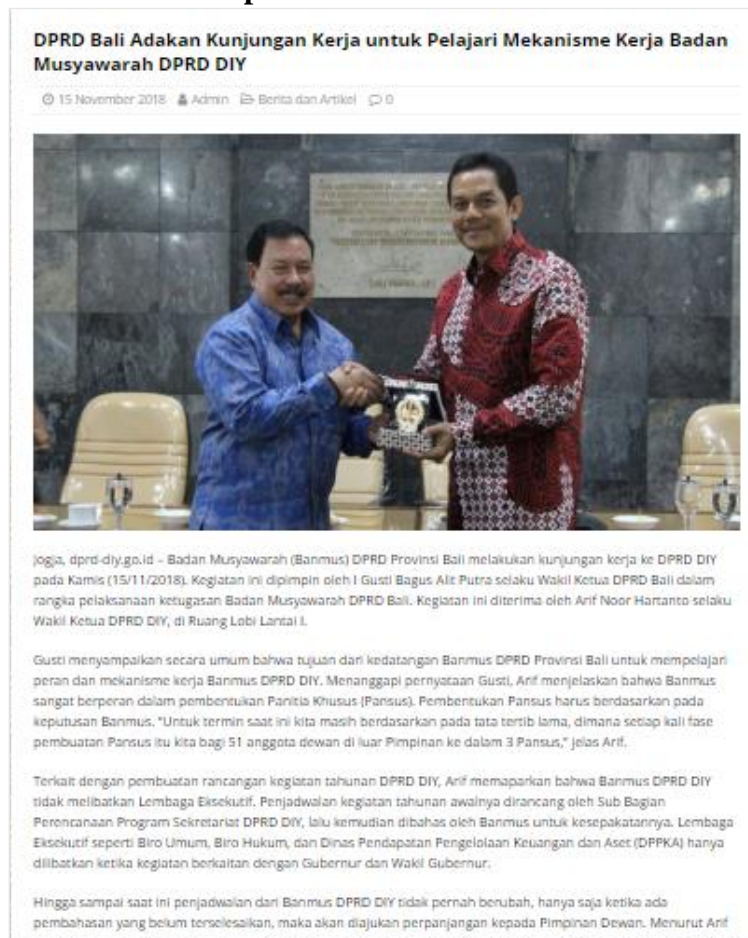 DPRD Bali Adakan Kunjungan Kerja untuk Pelajari Mekanisme Kerja Badan
Musyawarah DPRD DIY
15 November 2018 Admin Berita dan Artikel 0
Jogja, dprd-diy.go.id – Badan Musyawarah (Banmus) DPRD Provinsi Bali melakukan kunjungan kerja ke DPRD DIY
pada Kamis (15/11/2018). Kegiatan ini dipimpin oleh I Gusti Bagus Alit Putra selaku Wakil Ketua DPRD Bali dalam
rangka pelaksanaan ketugasan Badan Musyawarah DPRD Bali. Kegiatan ini diterima oleh Arif Noor Hartanto selaku
Wakil Ketua DPRD DIY, di Ruang Lobi Lantai I.
Gusti menyampaikan secara umum bahwa tujuan dari kedatangan Banmus DPRD Provinsi Bali untuk mempelajari
peran dan mekanisme kerja Banmus DPRD DIY. Menanggapi pernyataan Gusti, Arif menjelaskan bahwa Banmus
sangat berperan dalam pembentukan Panitia Khusus (Pansus). Pembentukan Pansus harus berdasarkan pada
keputusan Banmus. "Untuk termin saat ini kita masih berdasarkan pada tata tertib lama, dimana setiap kali fase
pembuatan Pansus itu kita bagi 51 anggota dewan di luar Pimpinan ke dalam 3 Pansus," jelas Arif.
Terkait dengan pembuatan rancangan kegiatan tahunan DPRD DIY, Arif memaparkan bahwa Banmus DPRD DIY
tidak melibatkan Lembaga Eksekutif. Penjadwalan kegiatan tahunan awalnya dirancang oleh Sub Bagian
Perencanaan Program Sekretariat DPRD DIY, lalu kemudian dibahas oleh Banmus untuk kesepakatannya. Lembaga
Eksekutif seperti Biro Umum, Biro Hukum, dan Dinas Pendapatan Pengelolaan Keuangan dan Aset (DPPKA) hanya
dilibatkan ketika kegiatan berkaitan dengan Gubernur dan Wakil Gubernur.
Hingga sampai saat ini penjadwalan dari Banmus DPRD DIY tidak pernah berubah, hanya saja ketika ada
pembahasan yang belum terselesaikan, maka akan diajukan perpanjangan kepada Pimpinan Dewan. Menurut Arif